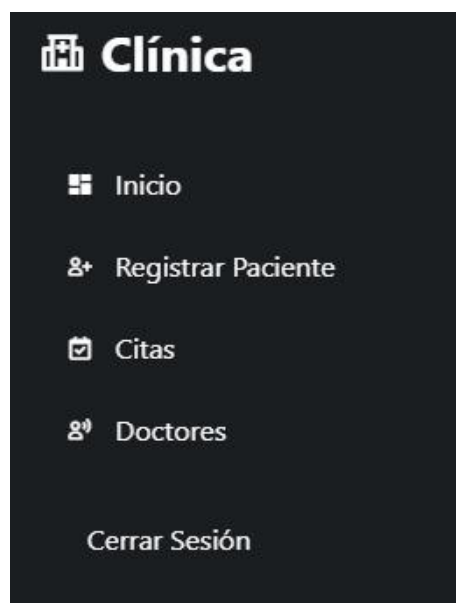 Clínica
Inicio
Registrar Paciente
Citas
Doctores
Cerrar Sesión